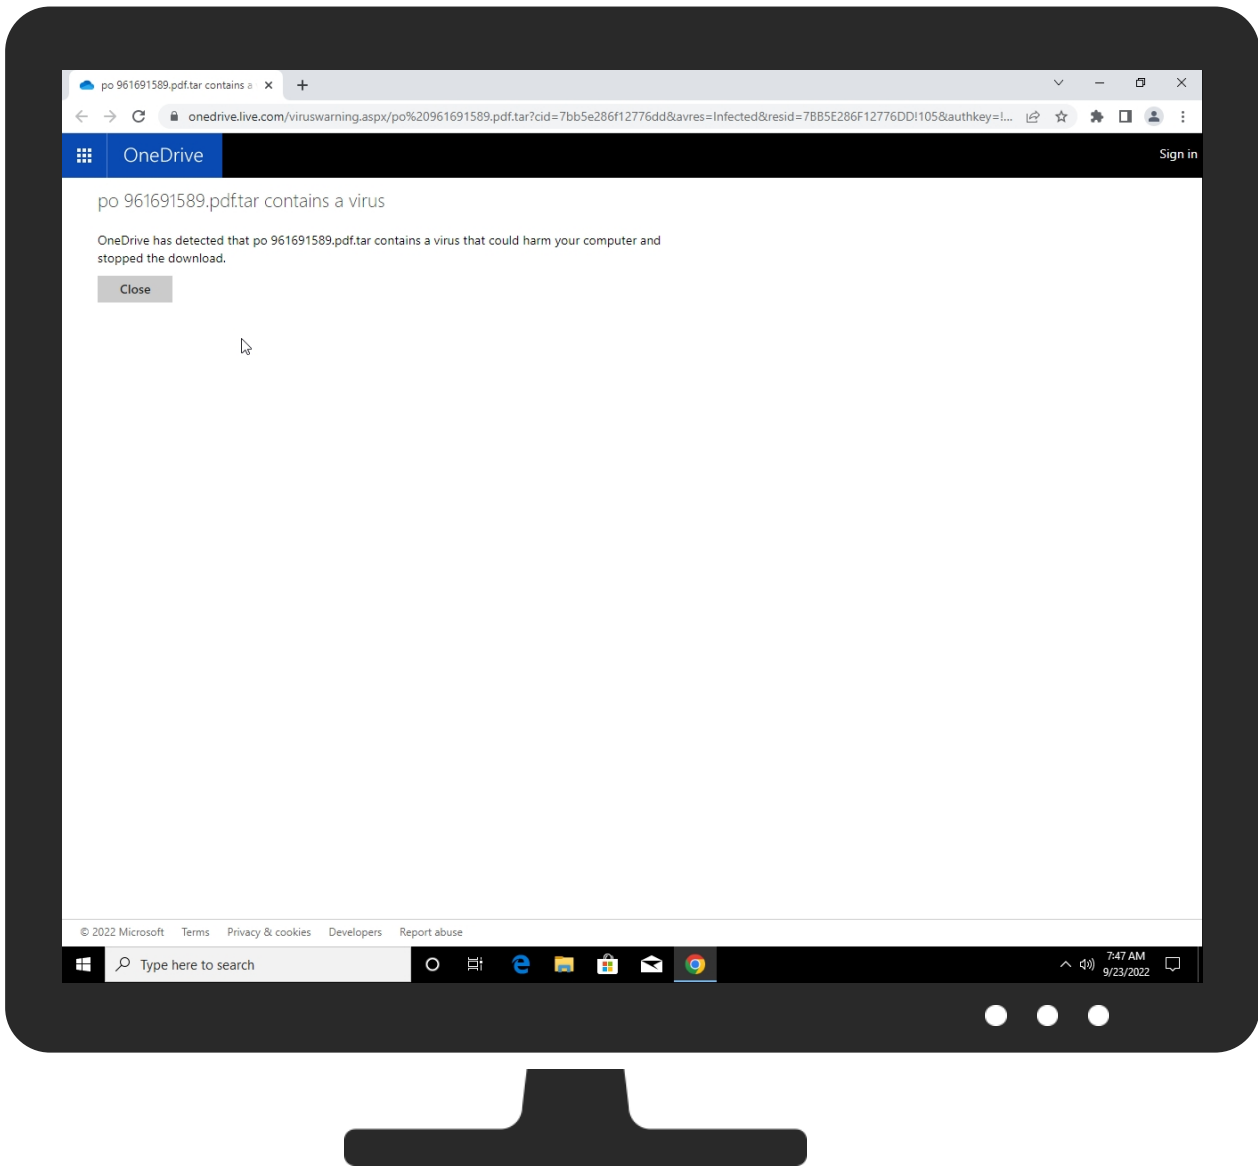 po 961691589.pdf.tar contains a
onedrive.live.com/viruswarning.aspx/po%20961691589.pdf.tar?cid=7bb5e286f12776dd&avres=Infected&resid=7BB5E286F12776DD!105&authkey=!...
OneDrive
Sign in
po 961691589.pdf.tar contains a virus
OneDrive has detected that po 961691589.pdf.tar contains a virus that could harm your computer and
stopped the download.
Close
© 2022 Microsoft Terms Privacy & cookies Developers Report abuse
Type here to search
7:47 AM
9/23/2022